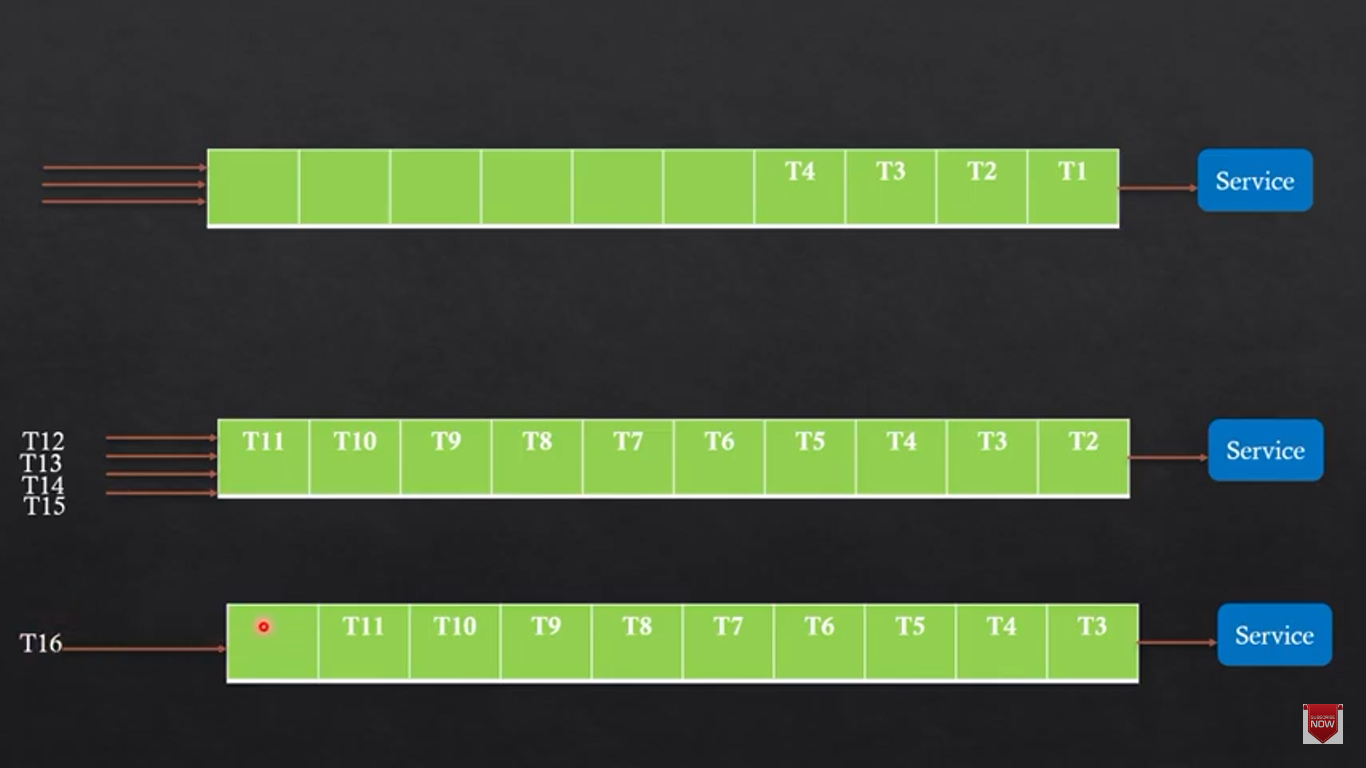 T4 T3 T2 T1
Service
T12
T13
T14
T15
T11 T10 T9 T8 T7 T6 T5 T4 T3 T2
Service
T16
T11 T10 T9 T8 T7 T6 T5 T4 T3
Service
SUBSCRIBE
NOW